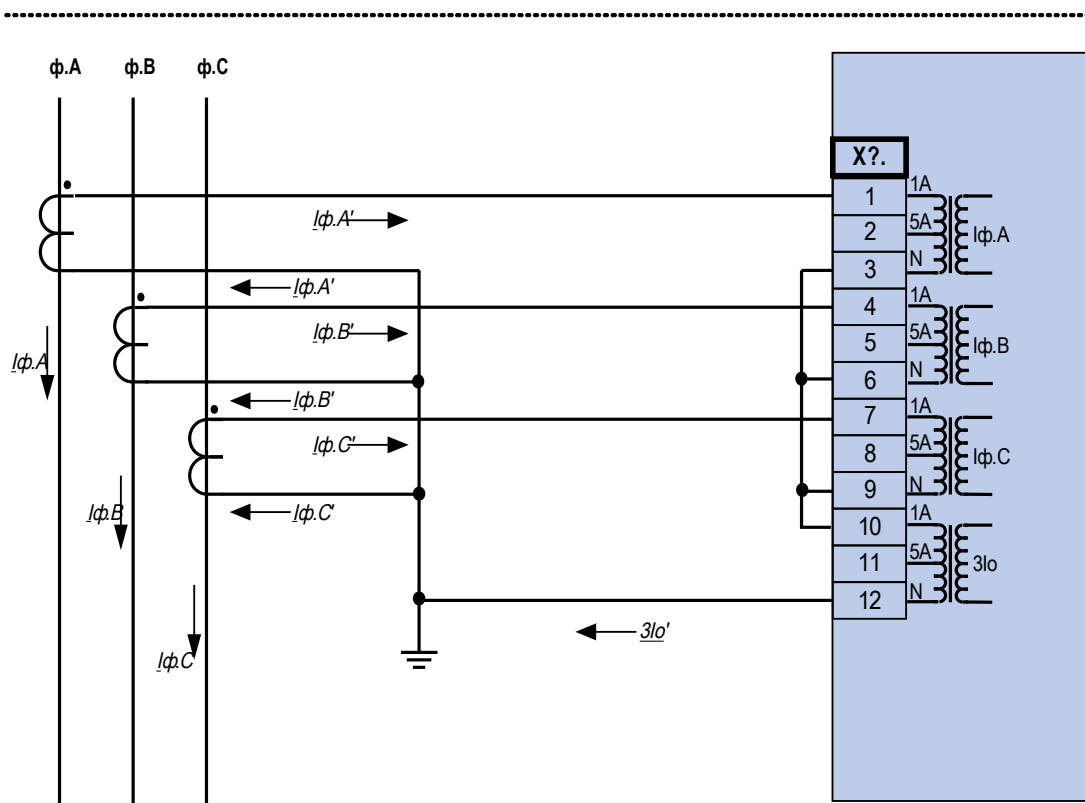 ф.A ф.B ф.C
X?.
1 1A
Iф.A'
2 5A Iф.A
3 N
Iф.A'
4 1A
Iф.B'
5 5A Iф.B
Iф.A
6 N
Iф.B'
7 1A
Iф.C'
8 5A Iф.C
9 N
Iф.B Iф.C'
10 1A
11 5A 3Io
12 N
3Io'
Iф.C